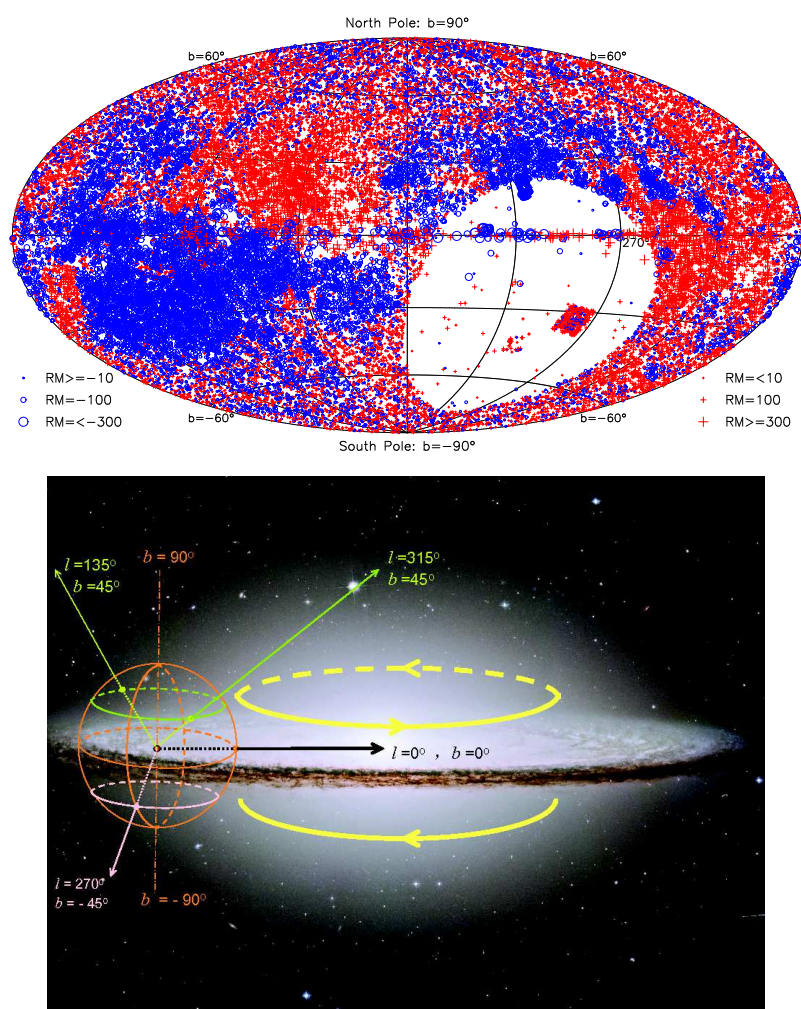 North Pole: b=90°
b=60°
b=60°
270°
RM>=−10
RM=−100
RM=<−300
RM=<10
RM=100
RM>=300
b=−60°
b=−60°
South Pole: b=−90°
l =135°
b =45°
b = 90°
l =315°
b =45°
l =0° , b =0°
l = 270°
b = - 45°
b = - 90°